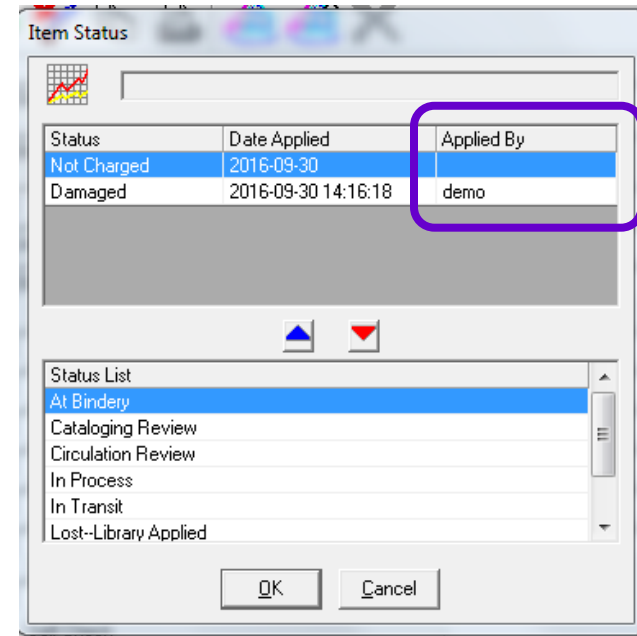 Item Status
Status Date Applied Applied By
Not Charged 2016-09-30
Damaged 2016-09-30 14:16:18 demo
Status List
At Bindery
Cataloging Review
Circulation Review
In Process
In Transit
Lost--Library Applied
OK Cancel